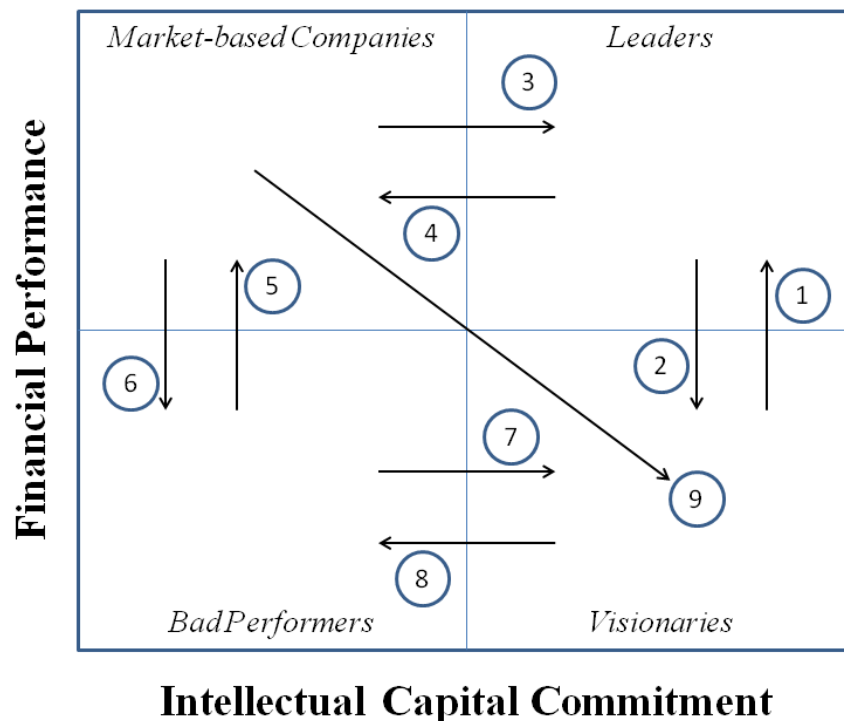 Market-based Companies
Leaders
3
4
5
1
6
2
7
9
8
Bad Performers
Visionaries
Financial Performance
Intellectual Capital Commitment